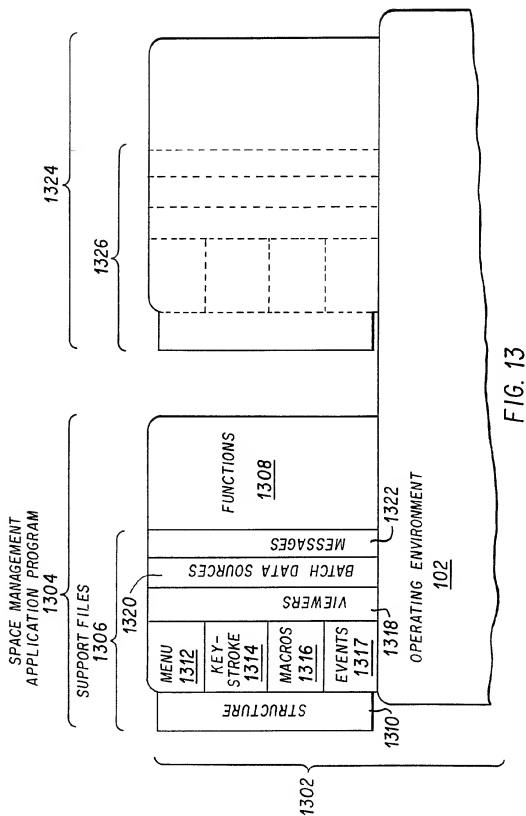 SPACE MANAGEMENT
APPLICATION PROGRAM
1304
SUPPORT FILES
1306
1320
1324
1326
STRUCTURE
MENU
1312
KEY-
STROKE
1314
MACROS
1316
EVENTS
1317
VIEWERS
BATCH DATA SOURCES
MESSAGES
FUNCTIONS
1308
1310
1318
1322
OPERATING ENVIRONMENT
102
1302
FIG. 13